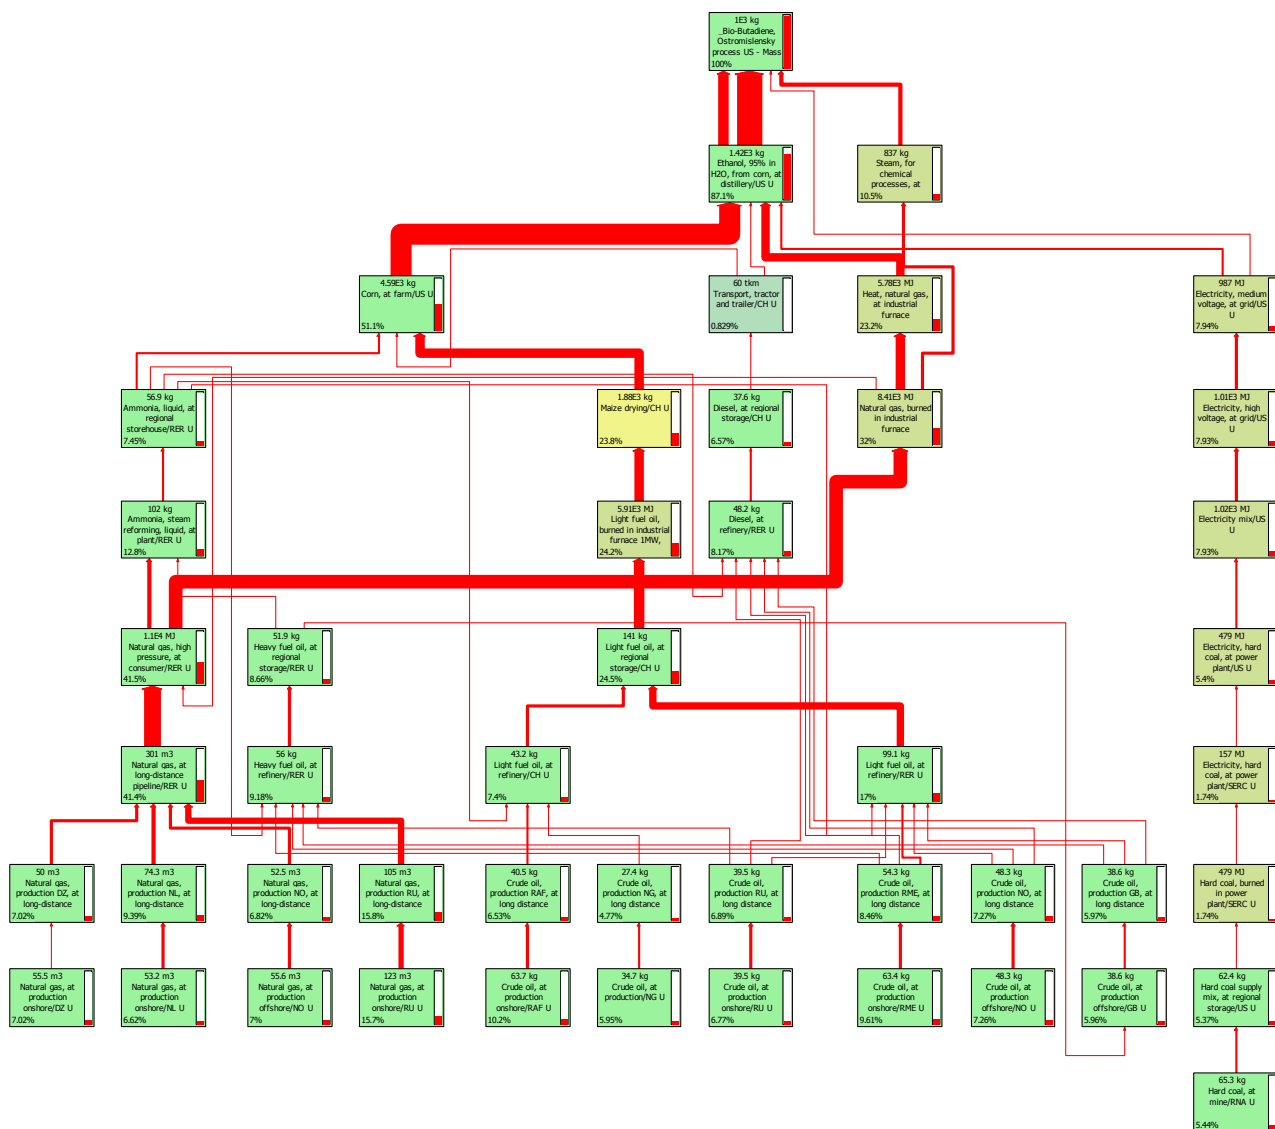 1E3 kg
_Bio-Butadiene,
Ostromislensky
process US - Mass
100%
1.42E3 kg
Ethanol, 95% in
H2O, from corn, at
distillery/US U
87.1%
837 kg
Steam, for
chemical
processes, at
10.5%
4.59E3 kg
Corn, at farm/US U
51.1%
60 tkm
Transport, tractor
and trailer/CH U
0.829%
5.78E3 MJ
Heat, natural gas,
at industrial
furnace
23.2%
987 MJ
Electricity, medium
voltage, at grid/US
U
7.94%
56.9 kg
Ammonia, liquid, at
regional
storehouse/RER U
7.45%
1.88E3 kg
Maize drying/CH U
23.8%
37.6 kg
Diesel, at regional
storage/CH U
6.57%
8.41E3 MJ
Natural gas, burned
in industrial
furnace
32%
1.01E3 MJ
Electricity, high
voltage, at grid/US
U
7.93%
102 kg
Ammonia, steam
reforming, liquid, at
plant/RER U
12.8%
5.91E3 MJ
Light fuel oil,
burned in industrial
furnace 1MW,
24.2%
48.2 kg
Diesel, at
refinery/RER U
8.17%
1.02E3 MJ
Electricity mix/US
U
7.93%
1.1E4 MJ
Natural gas, high
pressure, at
consumer/RER U
41.5%
51.9 kg
Heavy fuel oil, at
regional
storage/RER U
8.66%
141 kg
Light fuel oil, at
regional
storage/CH U
24.5%
479 MJ
Electricity, hard
coal, at power
plant/US U
5.4%
301 m3
Natural gas, at
long-distance
pipeline/RER U
41.4%
56 kg
Heavy fuel oil, at
refinery/RER U
9.18%
43.2 kg
Light fuel oil, at
refinery/CH U
7.4%
99.1 kg
Light fuel oil, at
refinery/RER U
17%
157 MJ
Electricity, hard
coal, at power
plant/SERC U
1.74%
50 m3
Natural gas,
production DZ, at
long-distance
7.02%
74.3 m3
Natural gas,
production NL, at
long-distance
9.39%
52.5 m3
Natural gas,
production NO, at
long-distance
6.82%
105 m3
Natural gas,
production RU, at
long-distance
15.8%
40.5 kg
Crude oil,
production RAF, at
long distance
6.53%
27.4 kg
Crude oil,
production NG, at
long distance
4.77%
39.5 kg
Crude oil,
production RU, at
long distance
6.89%
54.3 kg
Crude oil,
production RME, at
long distance
8.46%
48.3 kg
Crude oil,
production NO, at
long distance
7.27%
38.6 kg
Crude oil,
production GB, at
long distance
5.97%
479 MJ
Hard coal, burned
in power
plant/SERC U
1.74%
55.5 m3
Natural gas, at
production
onshore/DZ U
7.02%
53.2 m3
Natural gas, at
production
onshore/NL U
6.62%
55.6 m3
Natural gas, at
production
offshore/NO U
7%
123 m3
Natural gas, at
production
onshore/RU U
15.7%
63.7 kg
Crude oil, at
production
onshore/RAF U
10.2%
34.7 kg
Crude oil, at
production/NG U
5.95%
39.5 kg
Crude oil, at
production
onshore/RU U
6.77%
63.4 kg
Crude oil, at
production
onshore/RME U
9.61%
48.3 kg
Crude oil, at
production
offshore/NO U
7.26%
38.6 kg
Crude oil, at
production
offshore/GB U
5.96%
62.4 kg
Hard coal supply
mix, at regional
storage/US U
5.37%
65.3 kg
Hard coal, at
mine/RNA U
5.44%